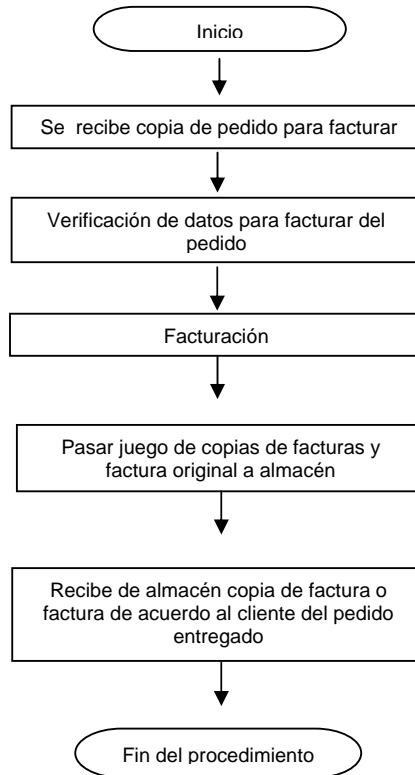 Inicio
Se recibe copia de pedido para facturar
Verificación de datos para facturar del
pedido
Facturación
Pasar juego de copias de facturas y
factura original a almacén
Recibe de almacén copia de factura o
factura de acuerdo al cliente del pedido
entregado
Fin del procedimiento